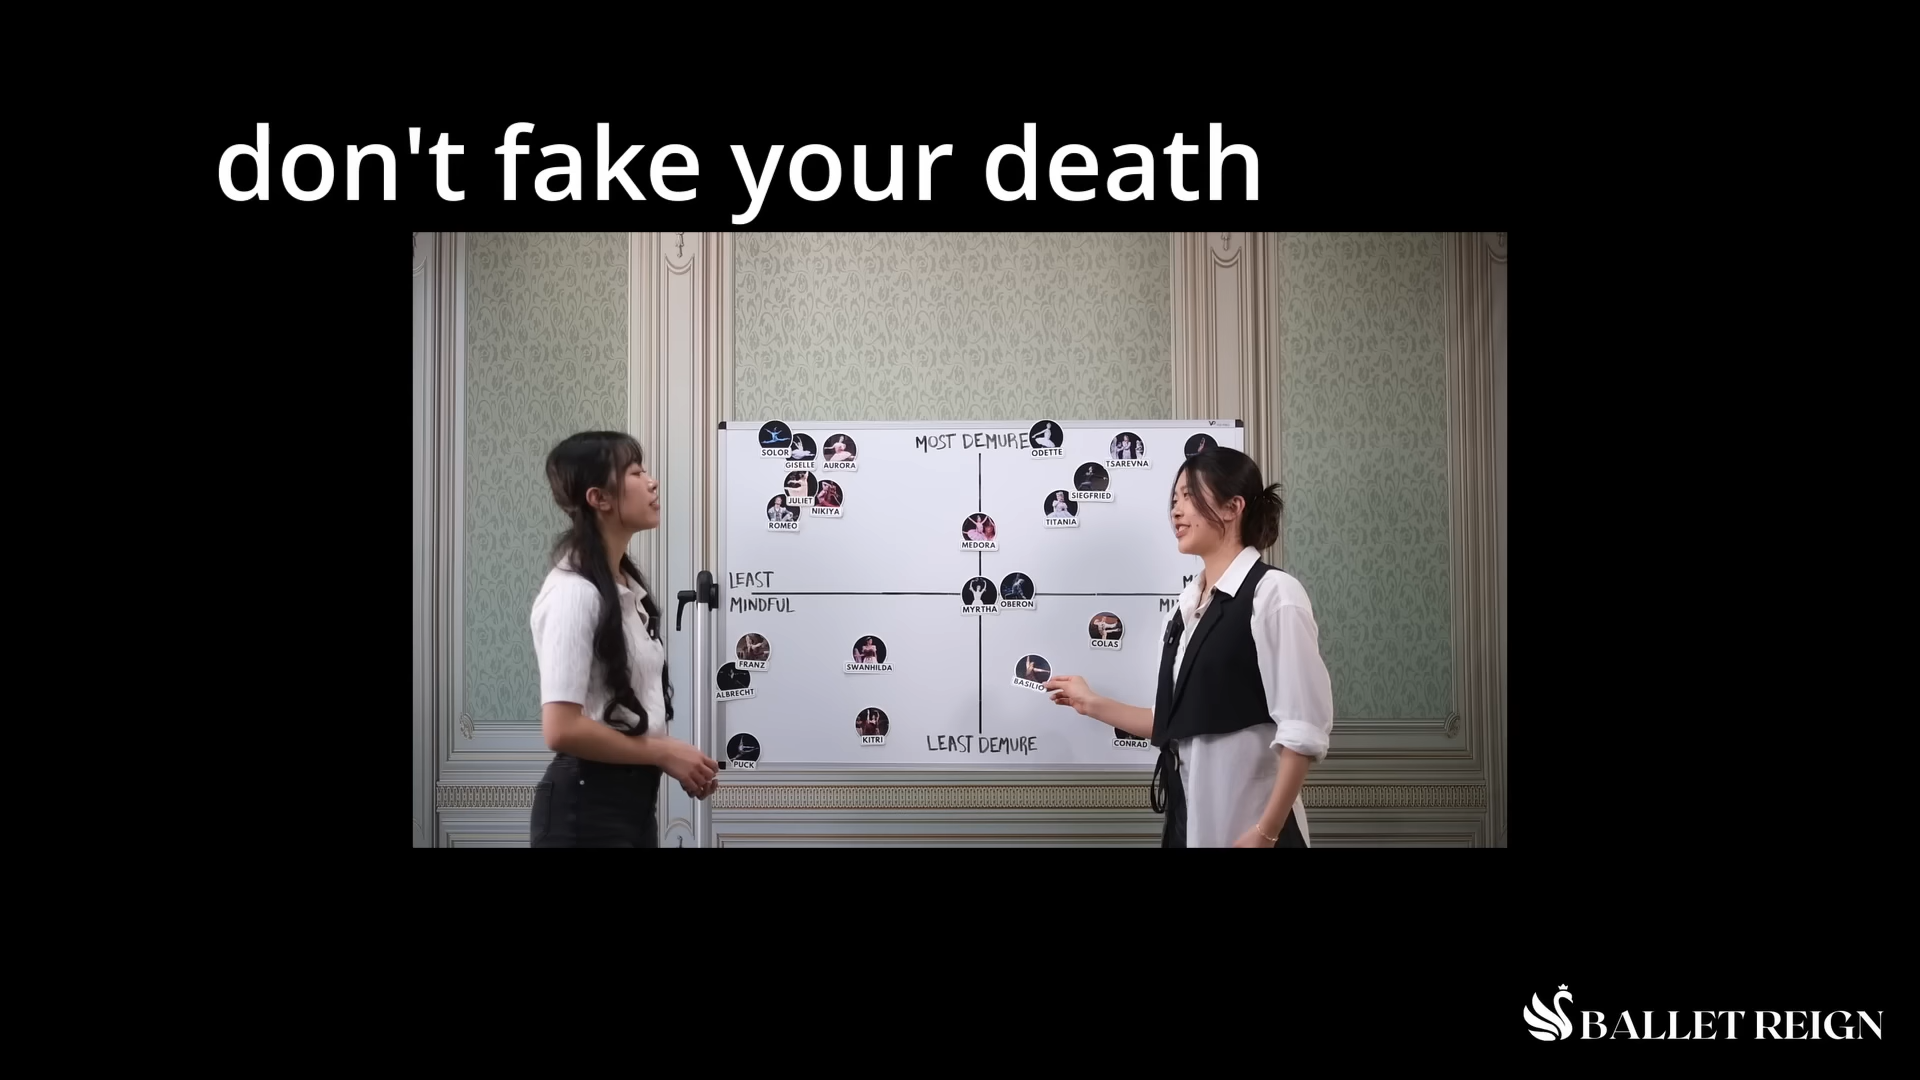 don't fake your death
MOST DEMURE
SOLOR
GISELLE
AURORA
ODETTE
TSAREVNA
JULIET
NIKIYA
ROMEO
SIEGFRIED
TITANIA
MEDORA
LEAST
MINDFUL
MYRTHA
OBERON
COLAS
FRANZ
SWANHILDA
BASILIO
ALBRECHT
KITRI
LEAST DEMURE
CONRAD
PUCK
BALLET REIGN